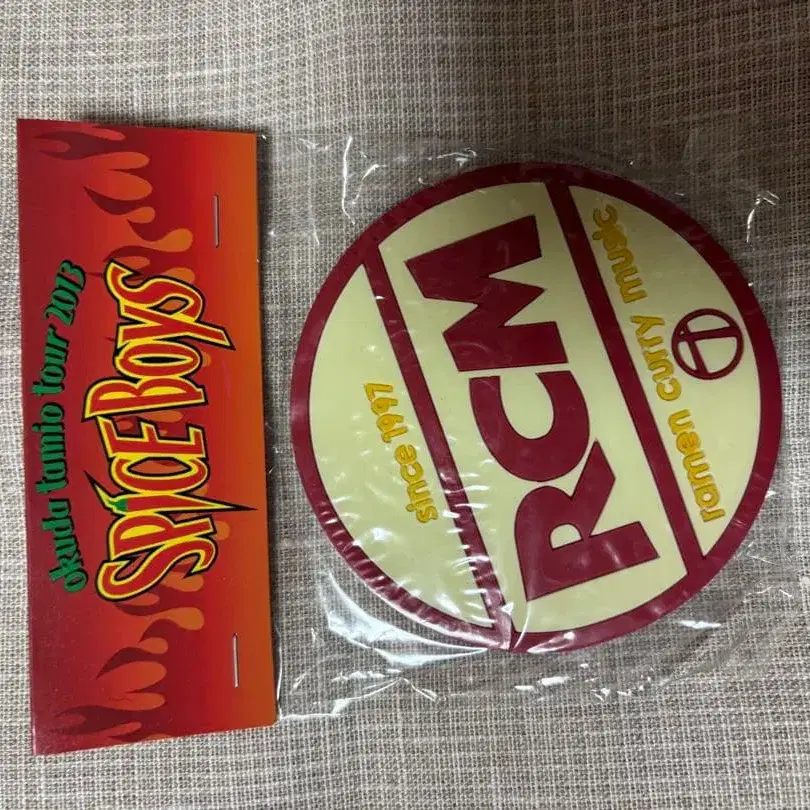 okuda tamio tour 2013
SPICE BOYS
since 1997
RCM
ramen curry music